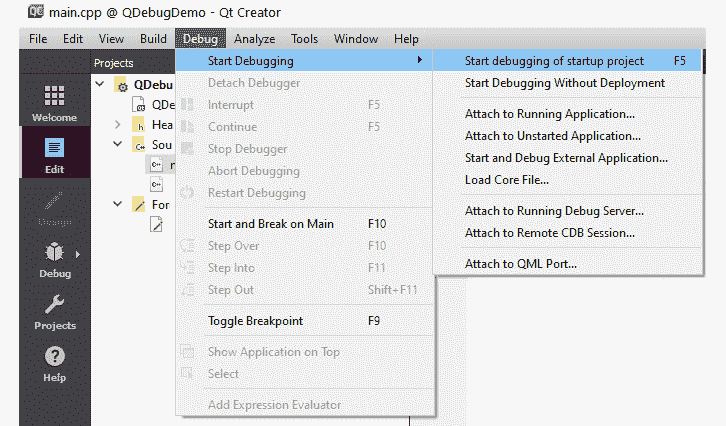 QC main.cpp @ QDebugDemo - Qt Creator
File Edit View Build Debug Analyze Tools Window Help
Projects
Start Debugging
Start debugging of startup project F5
QDebu
Detach Debugger
Start Debugging Without Deployment
QDe
Interrupt F5
Welcome
Hea
Continue F5
Attach to Running Application...
Sou
Stop Debugger
Attach to Unstarted Application...
Edit
Abort Debugging
Start and Debug External Application...
Restart Debugging
Load Core File...
For
Start and Break on Main F10
Attach to Running Debug Server...
Design
Step Over F10
Attach to Remote CDB Session...
Debug
Step Into F11
Attach to QML Port...
Step Out Shift+F11
Projects
Toggle Breakpoint F9
Show Application on Top
Help
Select
Add Expression Evaluator